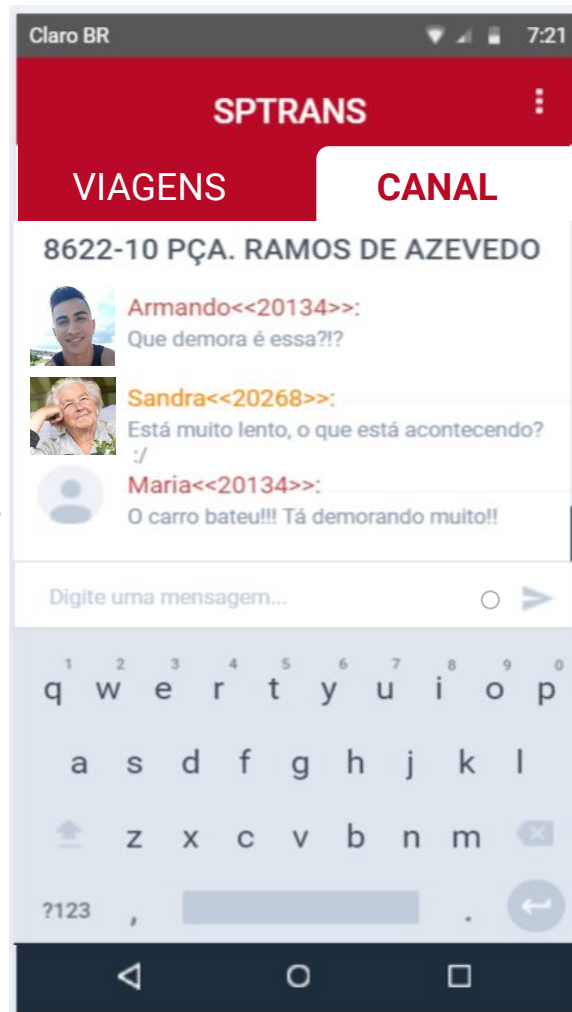 Claro BR 7:21
SPTRANS
VIAGENS CANAL
8622-10 PÇA. RAMOS DE AZEVEDO
Armando<<20134>>:
Que demora é essa?!?
Sandra<<20268>>:
Está muito lento, o que está acontecendo?
:/
Maria<<20134>>:
O carro bateu!!! Tá demorando muito!!
Digite uma mensagem...
1 2 3 4 5 6 7 8 9 0
q w e r t y u i o p
a s d f g h j k l
z x c v b n m
?123 , .